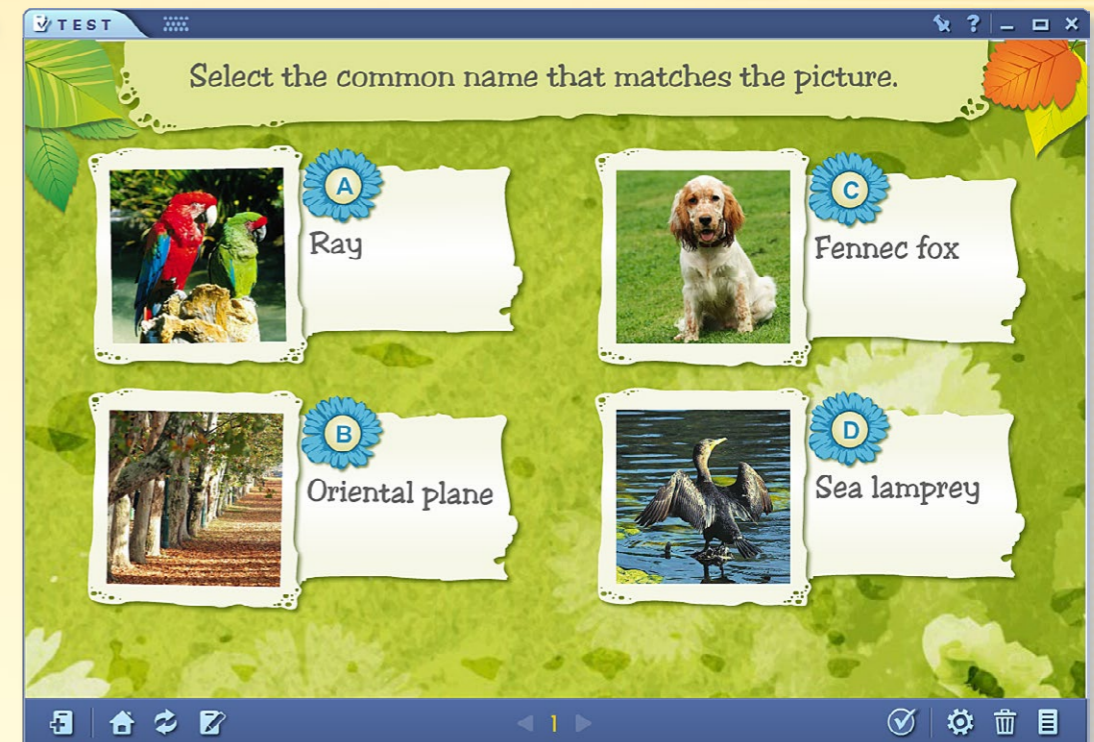 TEST
?
Select the common name that matches the picture.
A
Ray
C
Fennec fox
B
Oriental plane
D
Sea lamprey
1